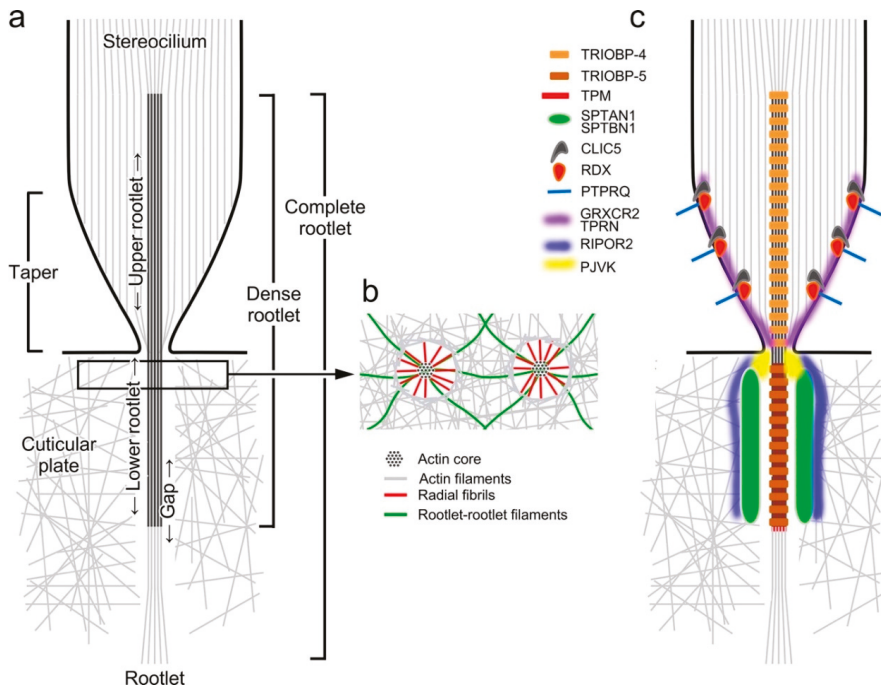 a
Stereocilium
← Upper rootlet →
Taper
Complete
rootlet
Dense
rootlet
← Lower rootlet →
← Gap →
Cuticular
plate
Rootlet
b
Actin core
Actin filaments
Radial fibrils
Rootlet-rootlet filaments
c
TRIOBP-4
TRIOBP-5
TPM
SPTAN1
SPTBN1
CLIC5
RDX
PTPRQ
GRXCR2
TPRN
RIPOR2
PJVK